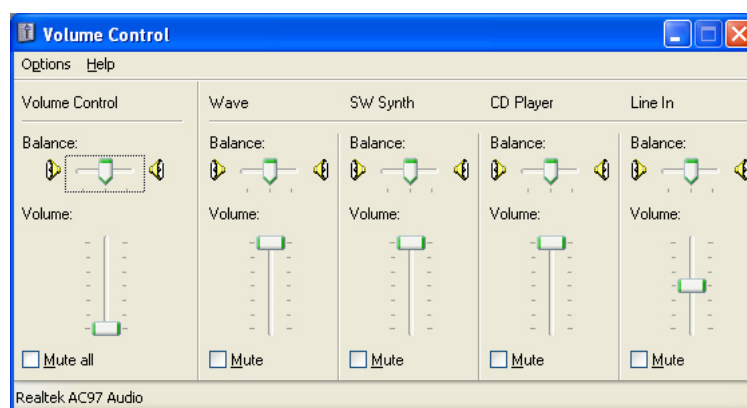 Volume Control
Options Help
Volume Control Wave SW Synth CD Player Line In
Balance: Balance: Balance: Balance: Balance:
Volume: Volume: Volume: Volume: Volume:
Mute all Mute Mute Mute Mute
Realtek AC97 Audio